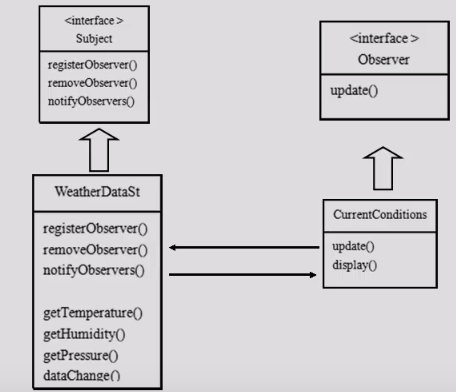 <interface >
Subject
registerObserver()
removeObserver()
notifyObservers()
<interface >
Observer
update()
WeatherDataSt
registerObserver()
removeObserver()
notifyObservers()
getTemperature()
getHumidity()
getPressure()
dataChange()
CurrentConditions
update()
display()